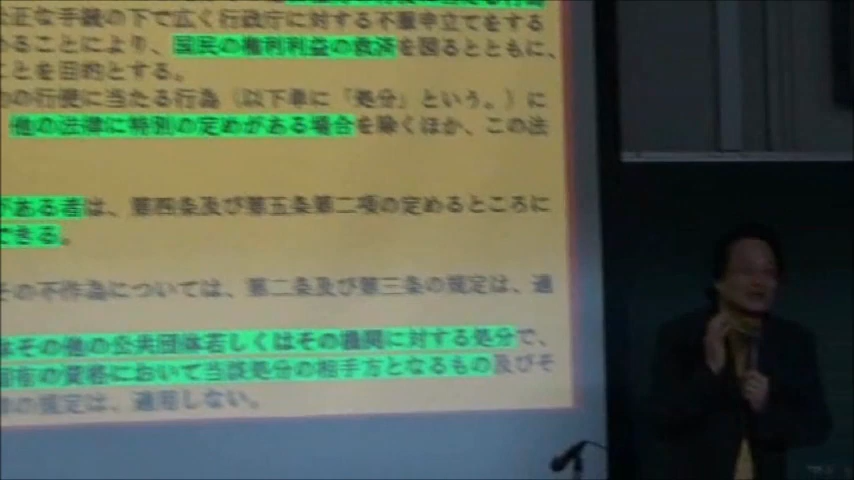 正な手続の下で広く行政庁に対する不服申立てをする
ることにより、国民の権利利益の救済を図るとともに、
ことを目的とする。
の行使に当たる行為（以下単に「処分」という。）に
他の法律に特別の定めがある場合を除くほか、この法
がある者は、第四条及び第五条第二項の定めるところに
できる。
その不作為については、第二条及び第三条の規定は、適
体その他の公共団体若しくはその機関に対する処分で、
固有の資格において当該処分の相手方となるもの及びそ
の規定は、適用しない。